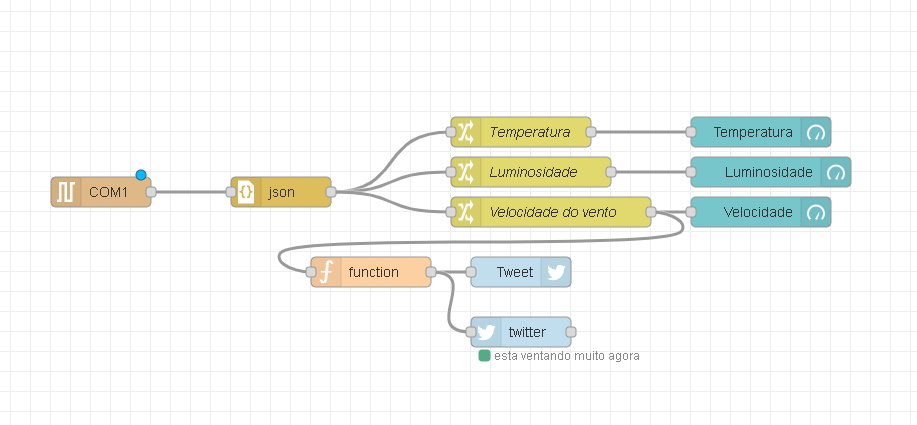 Temperatura
Temperatura
COM1
json
Luminosidade
Luminosidade
Velocidade do vento
Velocidade
function
Tweet
twitter
esta ventando muito agora